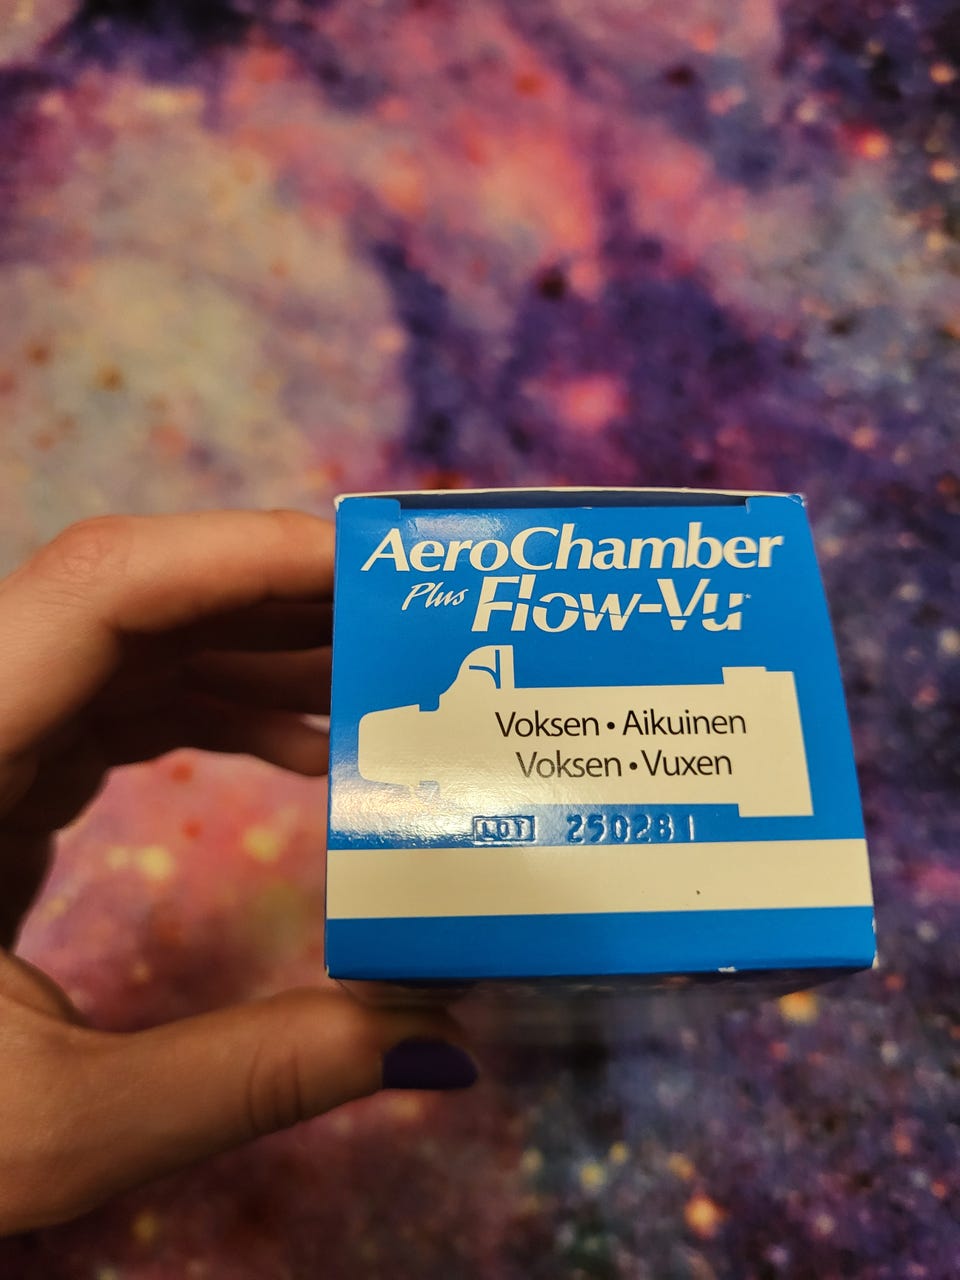 AeroChamber
Plus Flow-Vu*
Voksen • Aikuinen
Voksen • Vuxen
LOT 250281